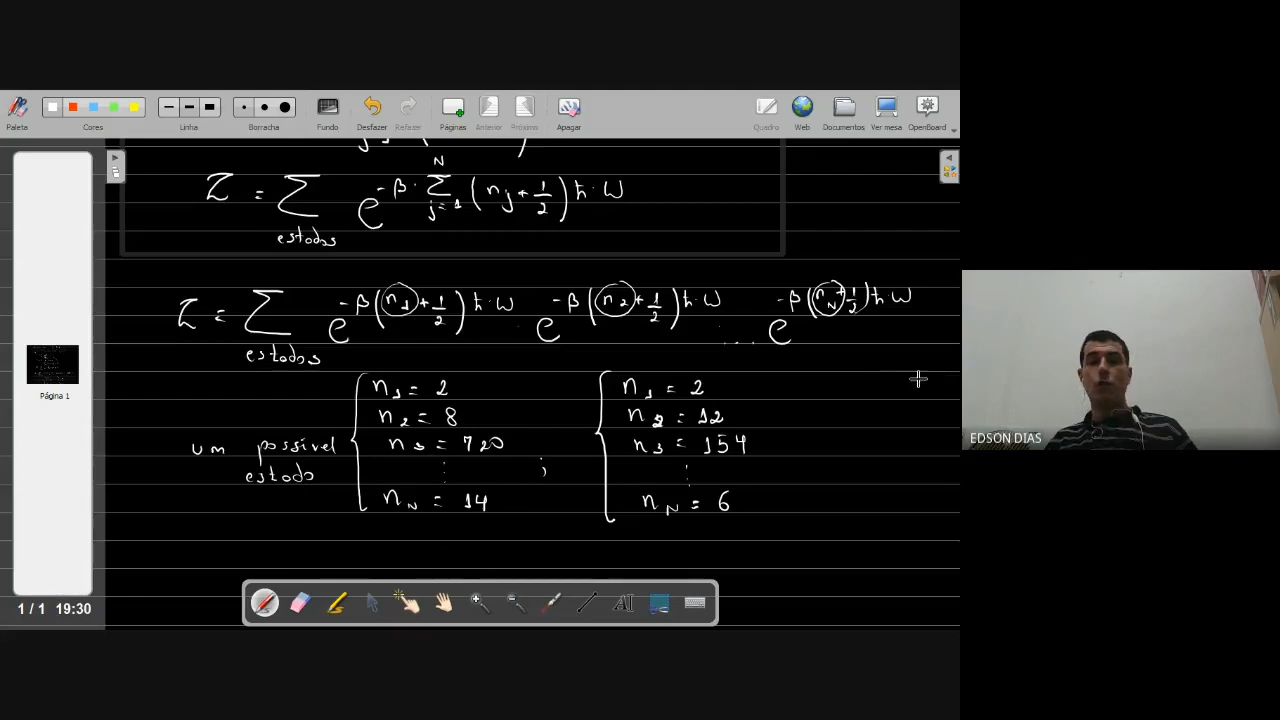 Paleta Cores Linha Borracha Fundo Desfazer Refazer Páginas Anterior Próximo Apagar Quadro Web Documentos Ver mesa OpenBoard
Z = Σ estados e^{-β · Σ_{j=1}^{N} (n_j + 1/2) ħ · ω}
Z = Σ estados e^{-β(n_1 + 1/2) ħ · ω} · e^{-β(n_2 + 1/2) ħ · ω} .... e^{-β(n_N + 1/2) ħ ω}
um possível estado { n_1 = 2 ; { n_1 = 2
n_2 = 8 n_2 = 12
n_3 = 720 n_3 = 154
⋮ ⋮
n_N = 14 n_N = 6
Página 1
EDSON DIAS
1 / 1 19:30
AI